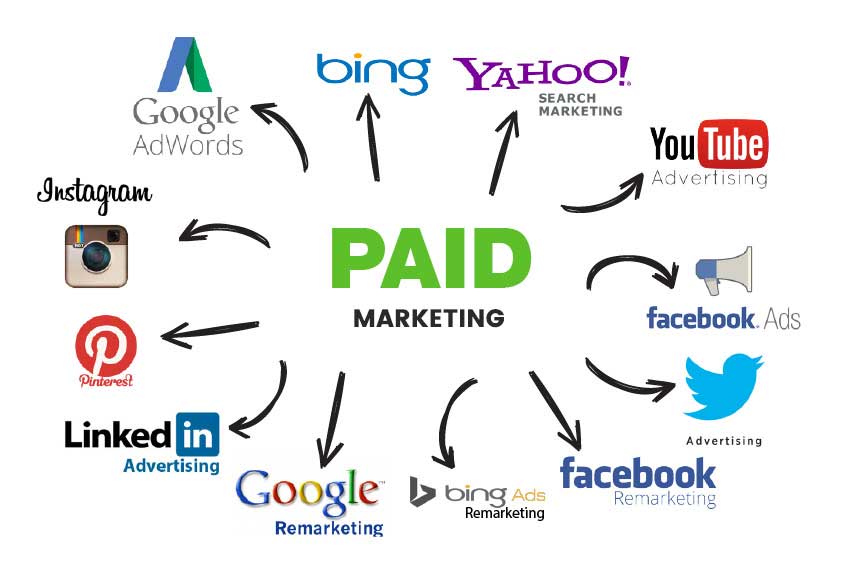 Google
AdWords
bing
YAHOO!
SEARCH
MARKETING
YouTube
Advertising
Instagram
PAID
MARKETING
facebook. Ads
Pinterest
Advertising
Linked in
Advertising
Google™
Remarketing
bing Ads
Remarketing
facebook
Remarketing